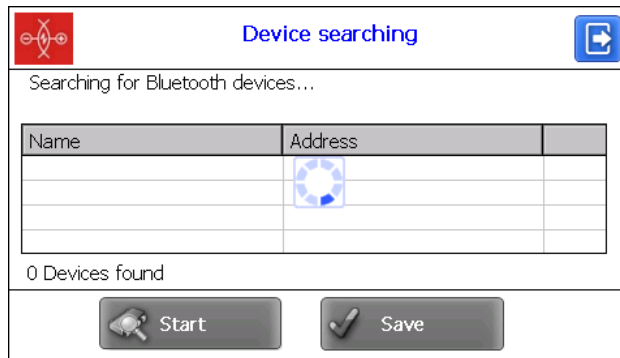 Device searching
Searching for Bluetooth devices...
Name Address
0 Devices found
Start Save